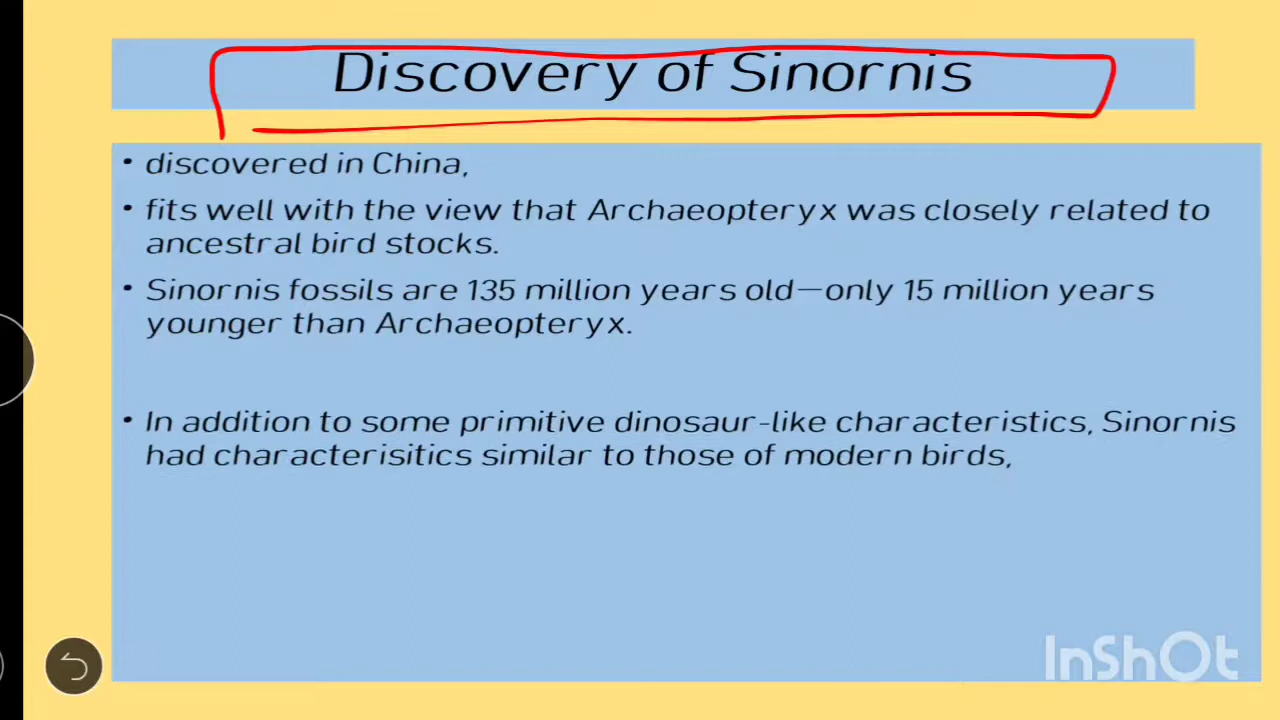 Discovery of Sinornis
• discovered in China,
• fits well with the view that Archaeopteryx was closely related to
ancestral bird stocks.
• Sinornis fossils are 135 million years old—only 15 million years
younger than Archaeopteryx.
• In addition to some primitive dinosaur-like characteristics, Sinornis
had characterisitics similar to those of modern birds,
InShOt